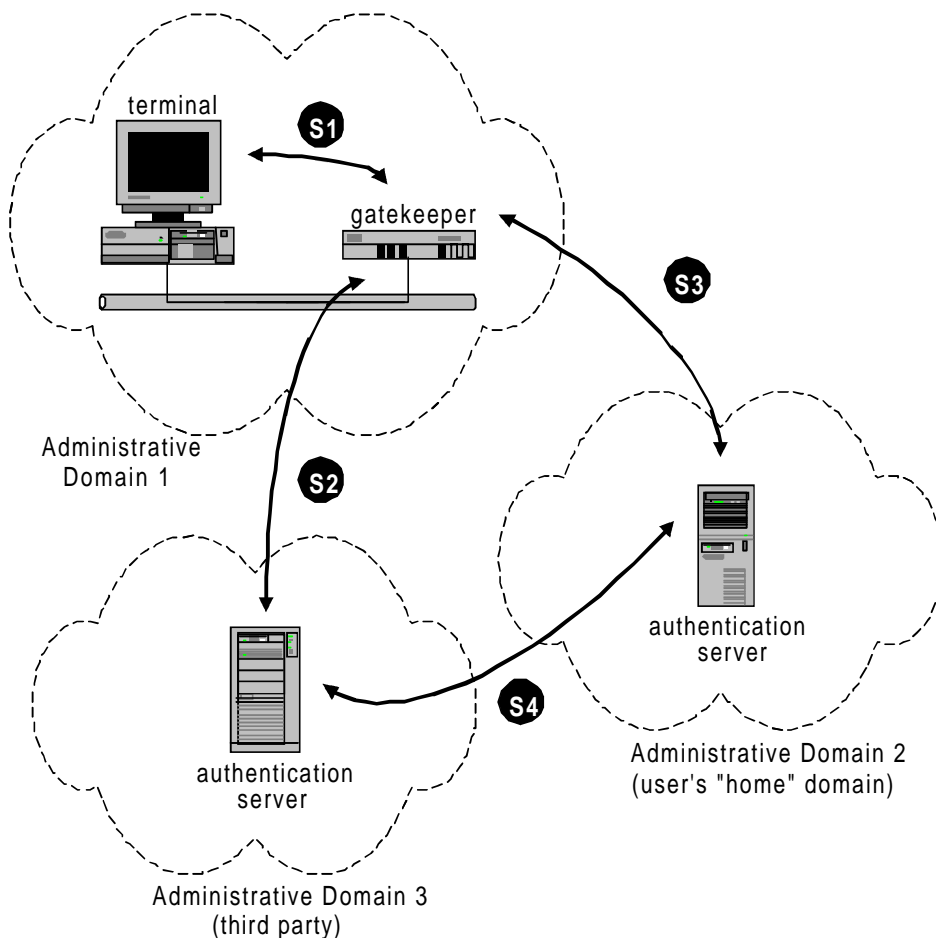 terminal
S1
gatekeeper
S3
Administrative
Domain 1
S2
authentication
server
S4
authentication
server
Administrative Domain 2
(user's "home" domain)
Administrative Domain 3
(third party)